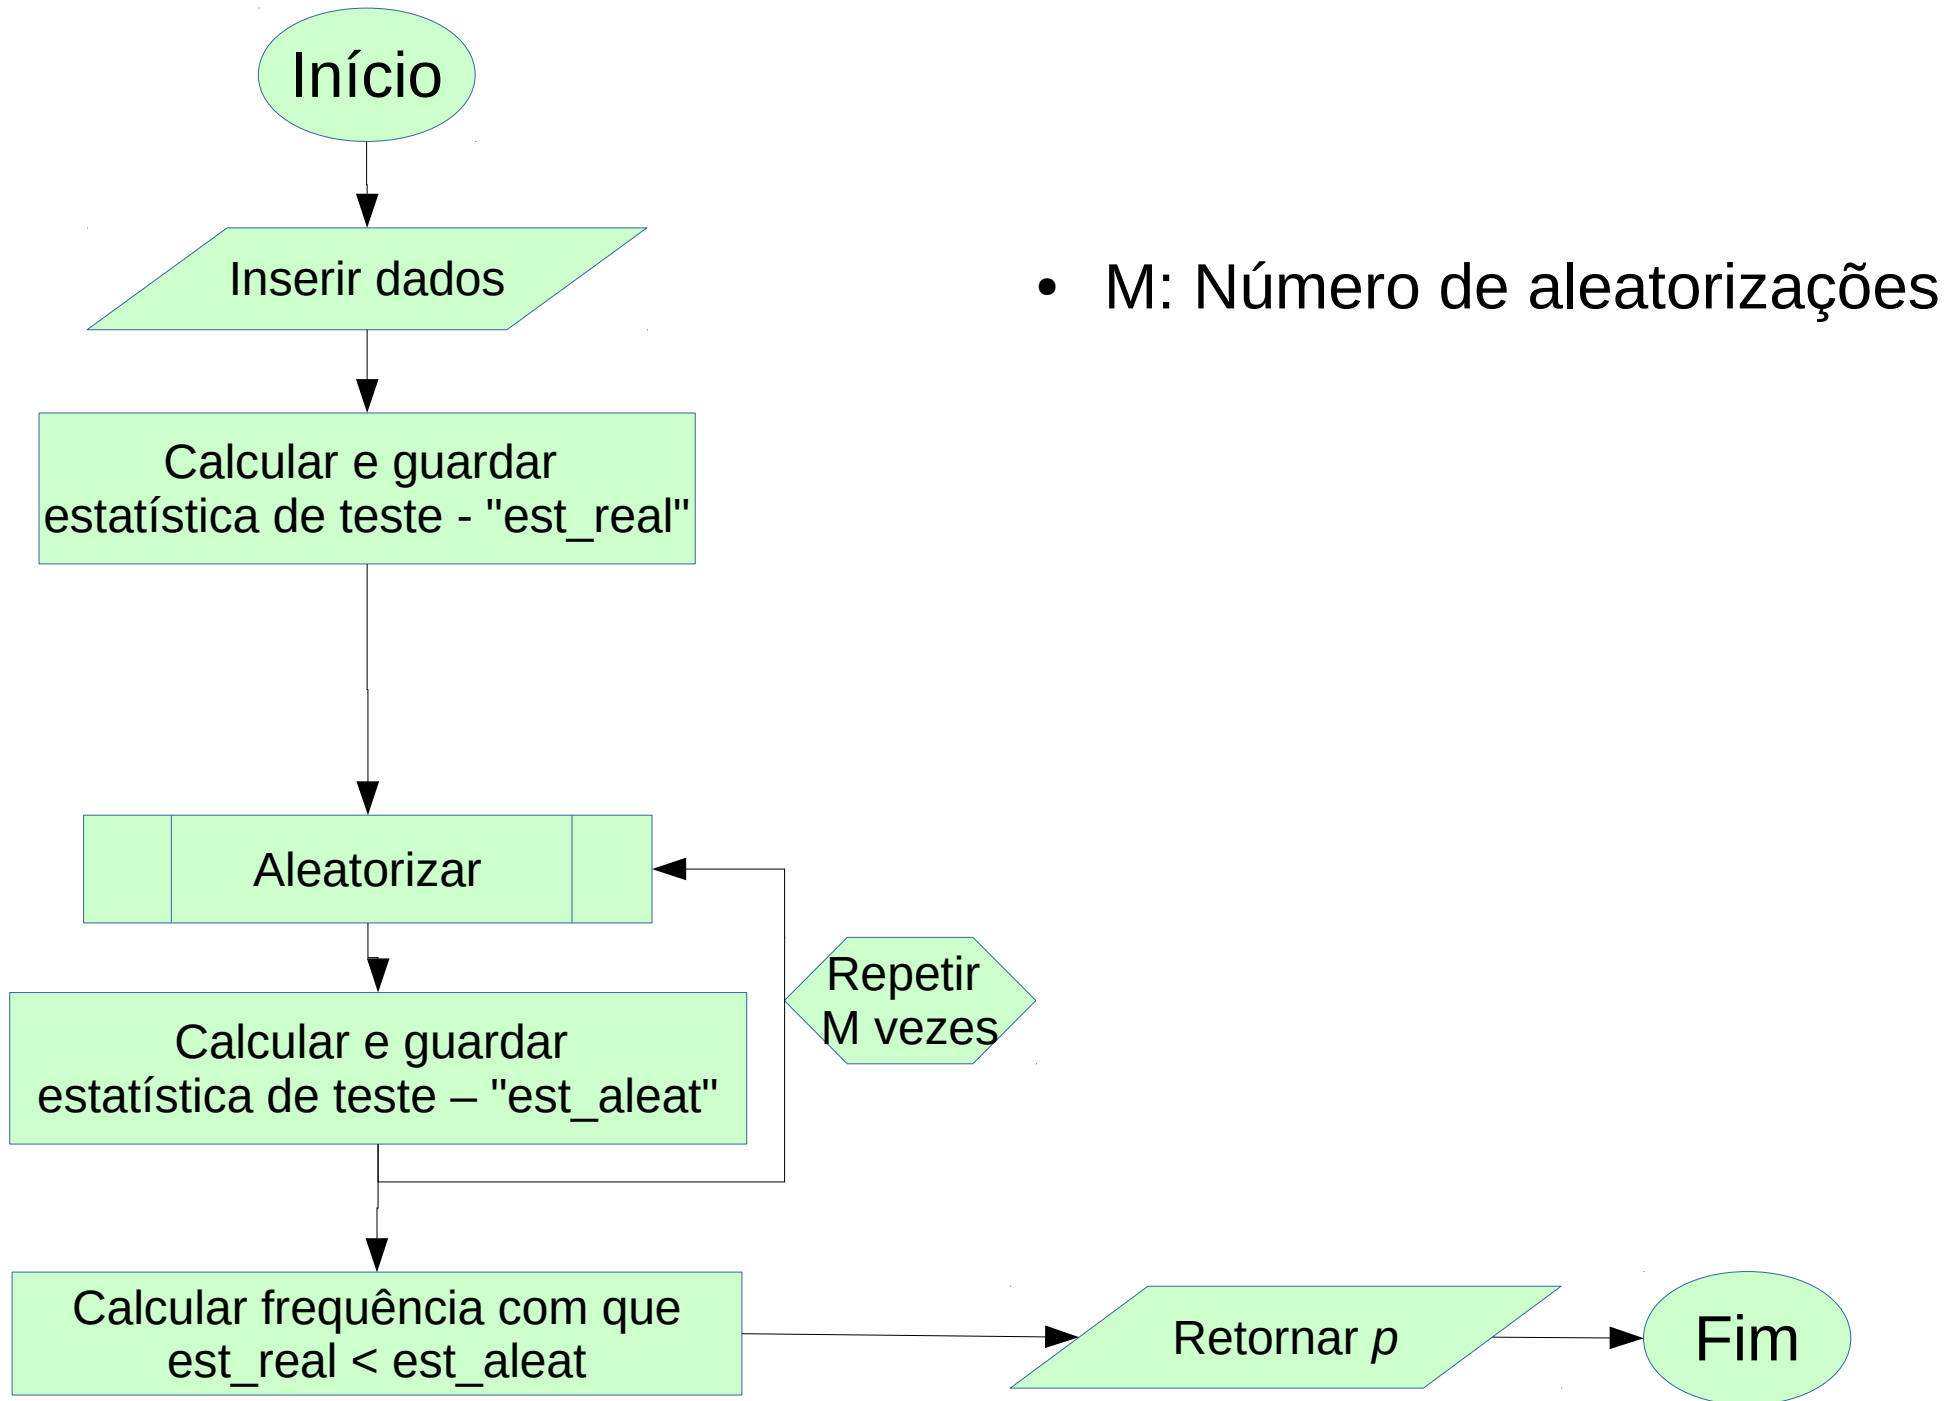 Início
Inserir dados
• M: Número de aleatorizações
Calcular e guardar
estatística de teste - "est_real"
Aleatorizar
Repetir
M vezes
Calcular e guardar
estatística de teste – "est_aleat"
Calcular frequência com que
est_real < est_aleat
Retornar p
Fim